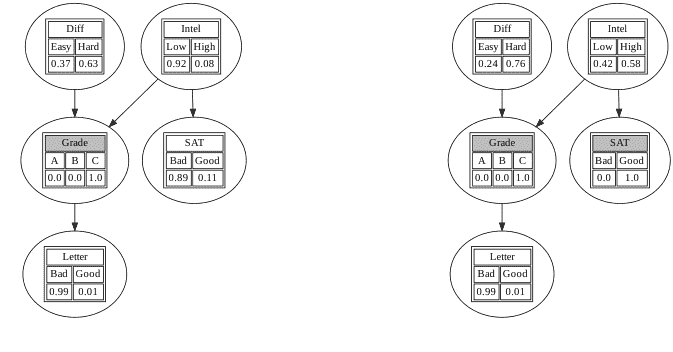 Diff
Easy Hard
0.37 0.63
Intel
Low High
0.92 0.08
Grade
A B C
0.0 0.0 1.0
SAT
Bad Good
0.89 0.11
Letter
Bad Good
0.99 0.01
Diff
Easy Hard
0.24 0.76
Intel
Low High
0.42 0.58
Grade
A B C
0.0 0.0 1.0
SAT
Bad Good
0.0 1.0
Letter
Bad Good
0.99 0.01